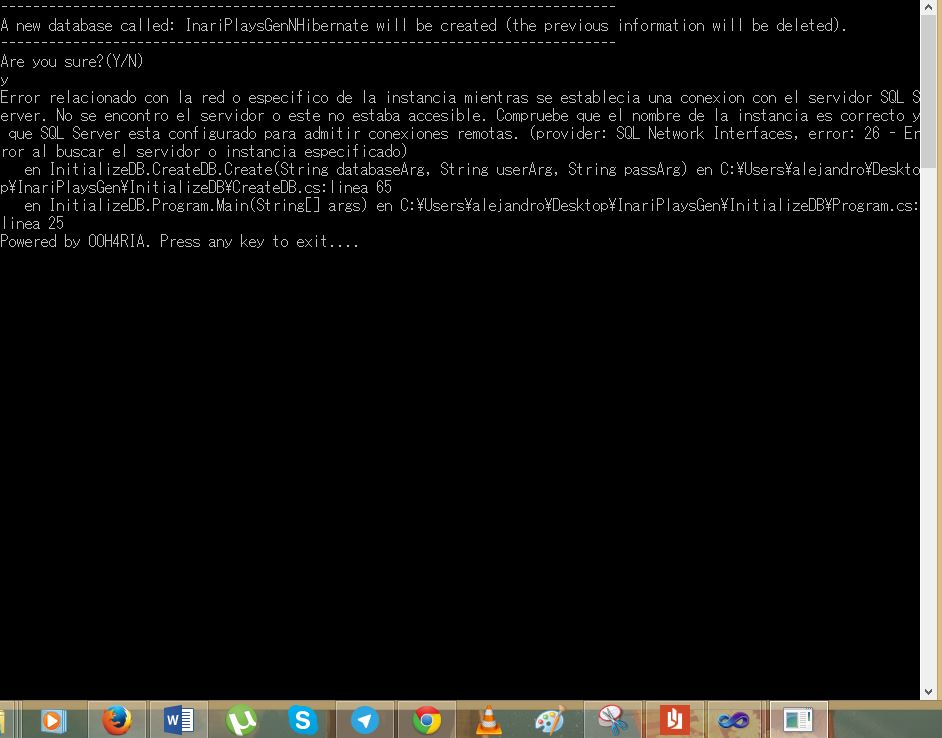 -----------------------------------------------------------------------------
A new database called: InariPlaysGenNHibernate will be created (the previous information will be deleted).
-----------------------------------------------------------------------------
Are you sure?(Y/N)
y
Error relacionado con la red o especifico de la instancia mientras se establecia una conexion con el servidor SQL S
erver. No se encontro el servidor o este no estaba accesible. Compruebe que el nombre de la instancia es correcto y
 que SQL Server esta configurado para admitir conexiones remotas. (provider: SQL Network Interfaces, error: 26 - Er
ror al buscar el servidor o instancia especificado)
   en InitializeDB.CreateDB.Create(String databaseArg, String userArg, String passArg) en C:¥Users¥alejandro¥Deskto
p¥InariPlaysGen¥InitializeDB¥CreateDB.cs:linea 65
   en InitializeDB.Program.Main(String[] args) en C:¥Users¥alejandro¥Desktop¥InariPlaysGen¥InitializeDB¥Program.cs:
linea 25
Powered by OOH4RIA. Press any key to exit....